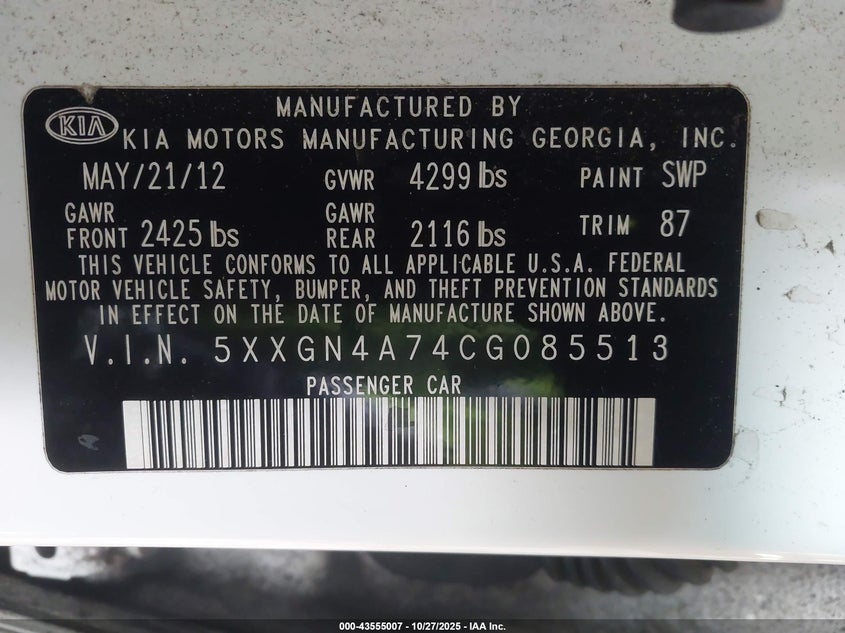 MANUFACTURED BY
KIA KIA MOTORS MANUFACTURING GEORGIA, INC.
MAY/21/12 GVWR 4299 lbs PAINT SWP
GAWR FRONT 2425 lbs GAWR REAR 2116 lbs TRIM 87
THIS VEHICLE CONFORMS TO ALL APPLICABLE U.S.A. FEDERAL
MOTOR VEHICLE SAFETY, BUMPER, AND THEFT PREVENTION STANDARDS
IN EFFECT ON THE DATE OF MANUFACTURE SHOWN ABOVE.
V.I.N. 5XXGN4A74CG085513
PASSENGER CAR
000-43555007 • 10/27/2025 - IAA Inc.